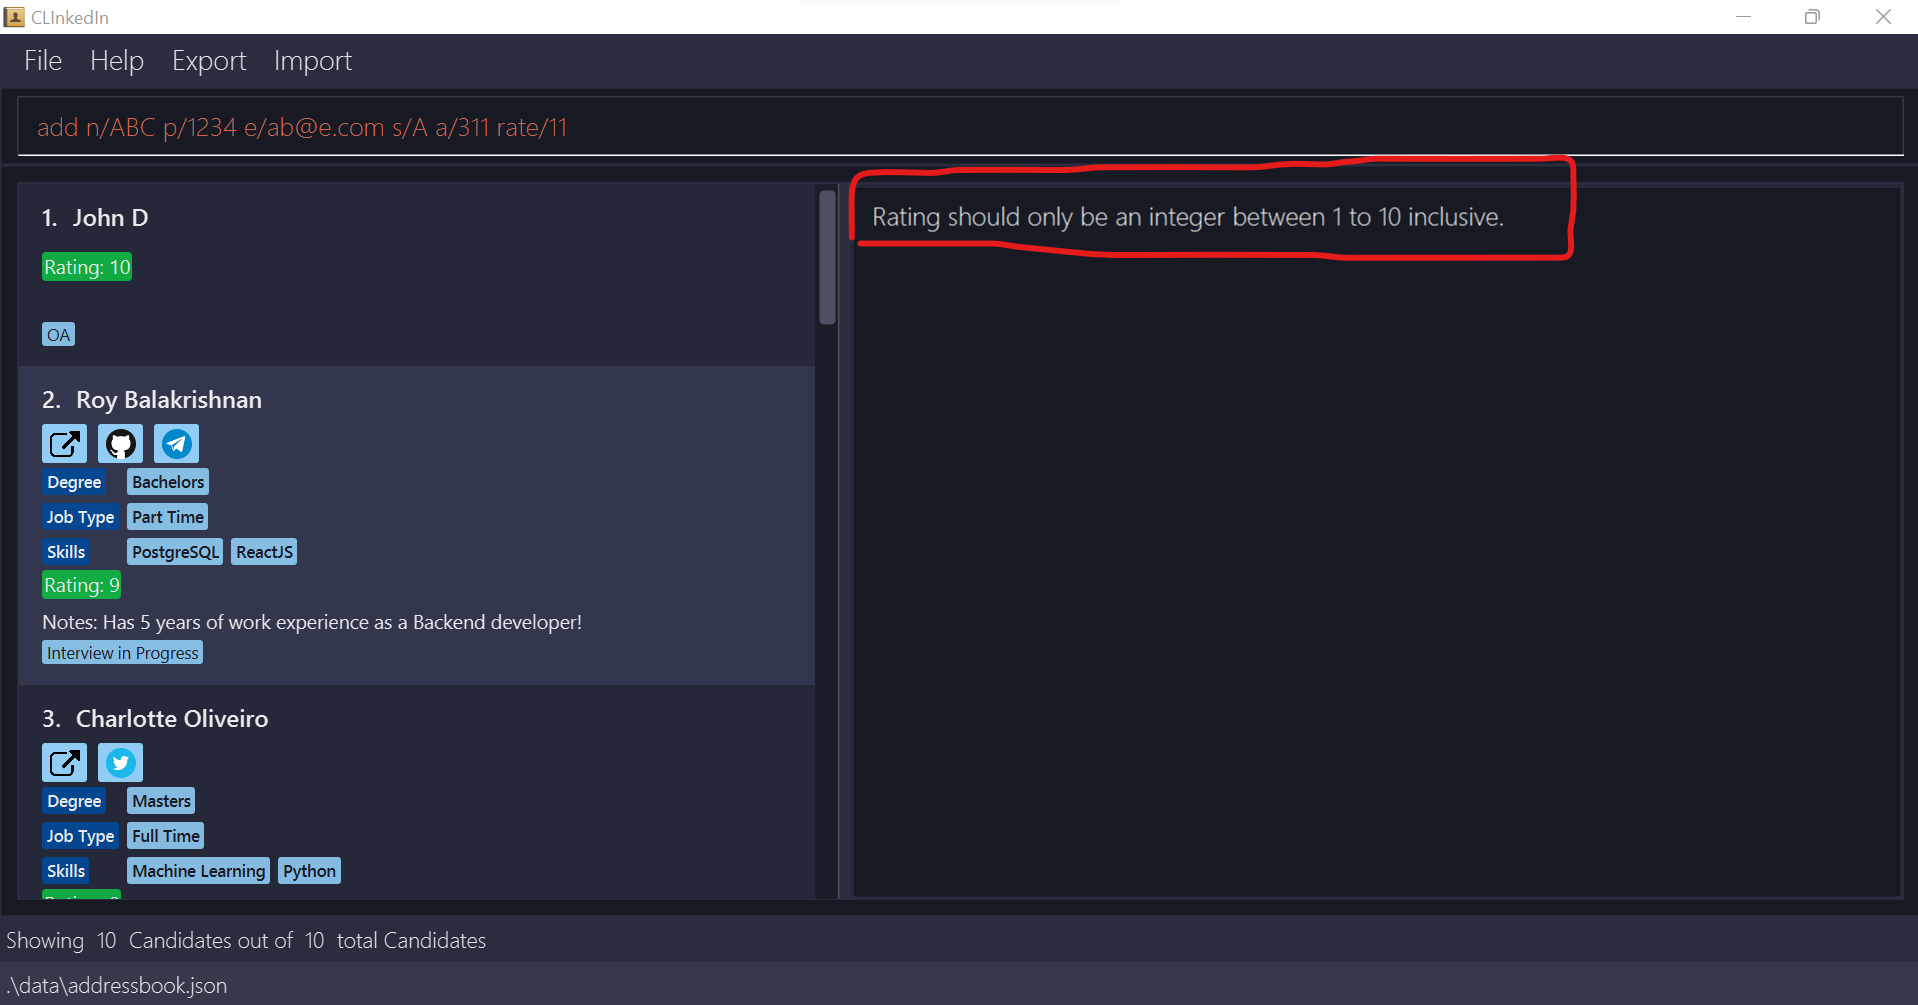 CLInkedIn
File Help Export Import
add n/ABC p/1234 e/ab@e.com s/A a/311 rate/11
Rating should only be an integer between 1 to 10 inclusive.
1. John D
Rating: 10
OA
2. Roy Balakrishnan
Degree Bachelors
Job Type Part Time
Skills PostgreSQL ReactJS
Rating: 9
Notes: Has 5 years of work experience as a Backend developer!
Interview in Progress
3. Charlotte Oliveiro
Degree Masters
Job Type Full Time
Skills Machine Learning Python
Showing 10 Candidates out of 10 total Candidates
.\data\addressbook.json